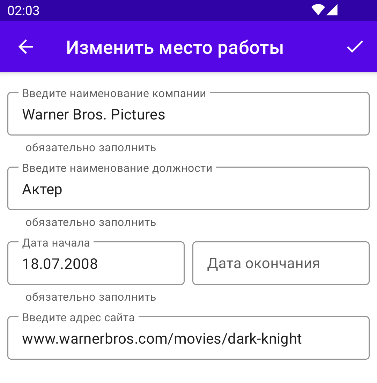 02:03
Изменить место работы
Введите наименование компании
Warner Bros. Pictures
обязательно заполнить
Введите наименование должности
Актер
обязательно заполнить
Дата начала
18.07.2008 Дата окончания
обязательно заполнить
Введите адрес сайта
www.warnerbros.com/movies/dark-knight